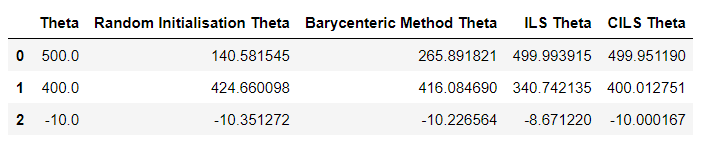 Theta Random Initialisation Theta Barycenteric Method Theta ILS Theta CILS Theta
0 500.0 140.581545 265.891821 499.993915 499.951190
1 400.0 424.660098 416.084690 340.742135 400.012751
2 -10.0 -10.351272 -10.226564 -8.671220 -10.000167